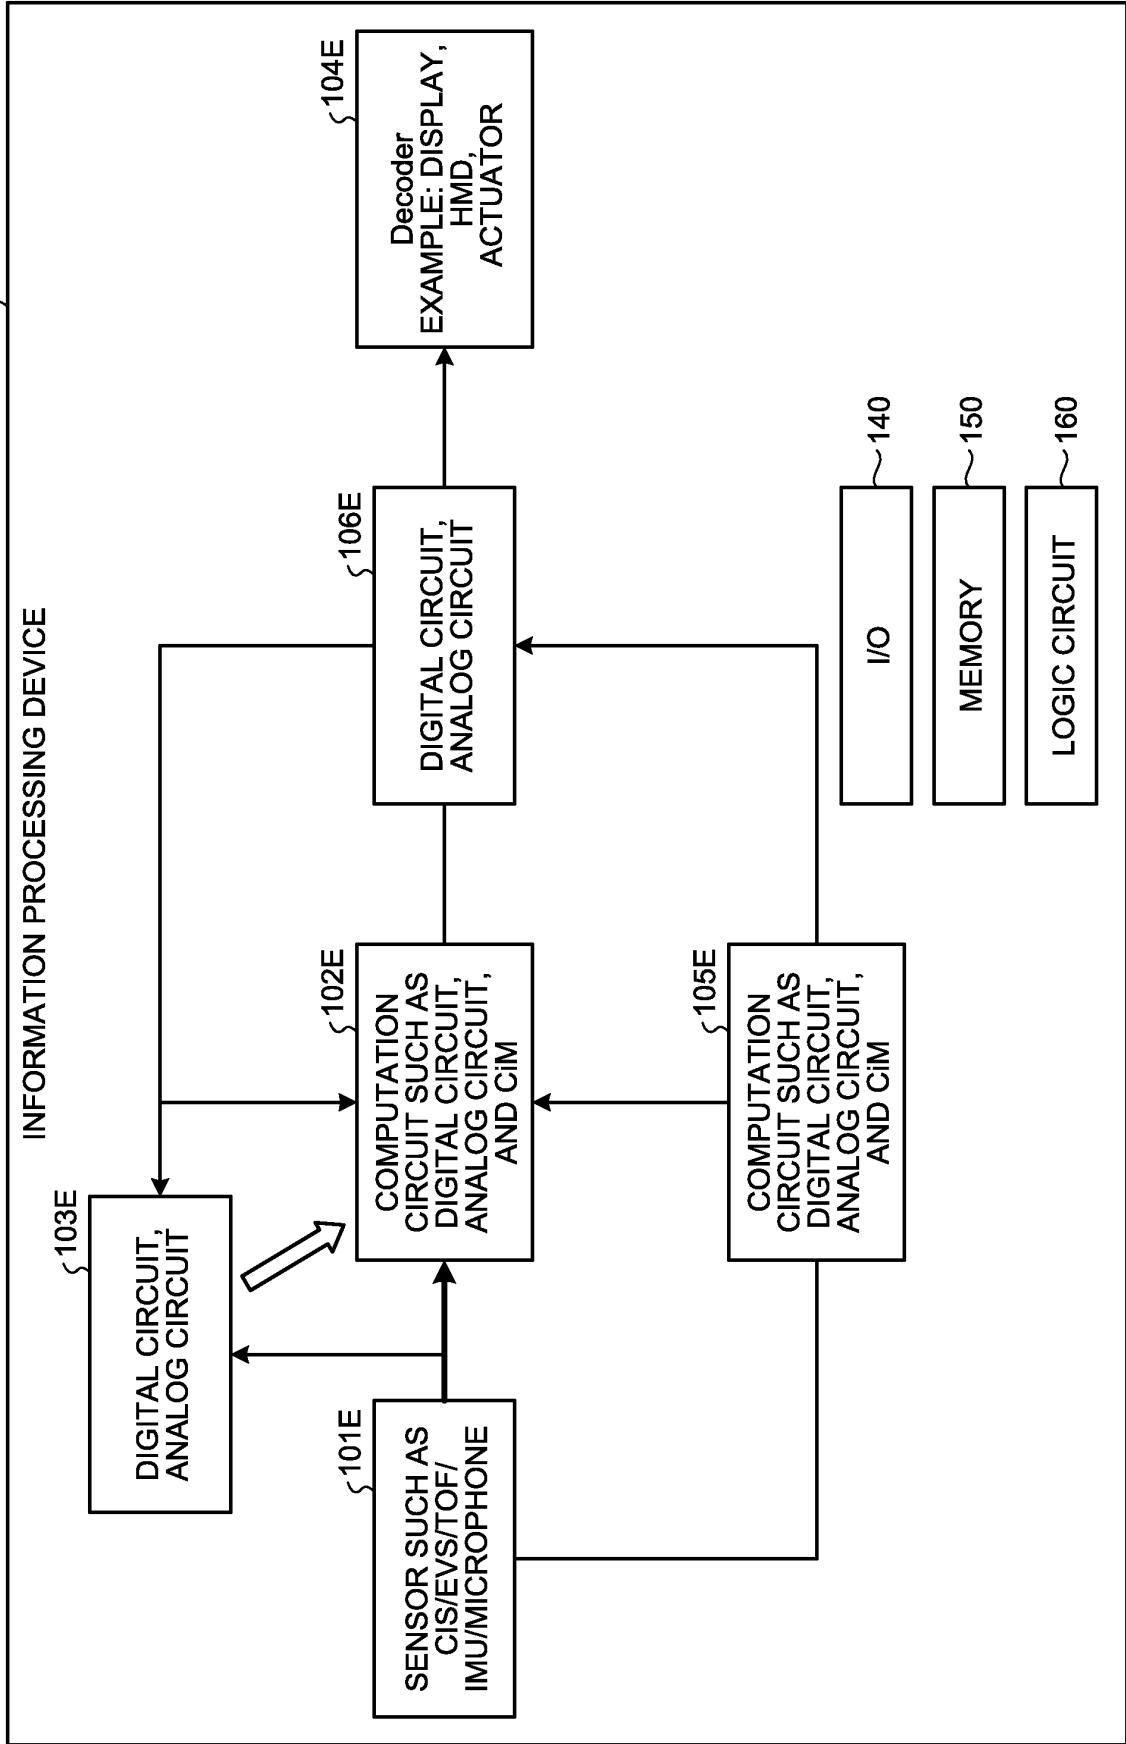 INFORMATION PROCESSING DEVICE
103E
DIGITAL CIRCUIT,
ANALOG CIRCUIT
101E
SENSOR SUCH AS
CIS/EVS/TOF/
IMU/MICROPHONE
102E
COMPUTATION
CIRCUIT SUCH AS
DIGITAL CIRCUIT,
ANALOG CIRCUIT,
AND CiM
106E
DIGITAL CIRCUIT,
ANALOG CIRCUIT
104E
Decoder
EXAMPLE: DISPLAY,
HMD,
ACTUATOR
105E
COMPUTATION
CIRCUIT SUCH AS
DIGITAL CIRCUIT,
ANALOG CIRCUIT,
AND CiM
I/O
140
MEMORY
150
LOGIC CIRCUIT
160